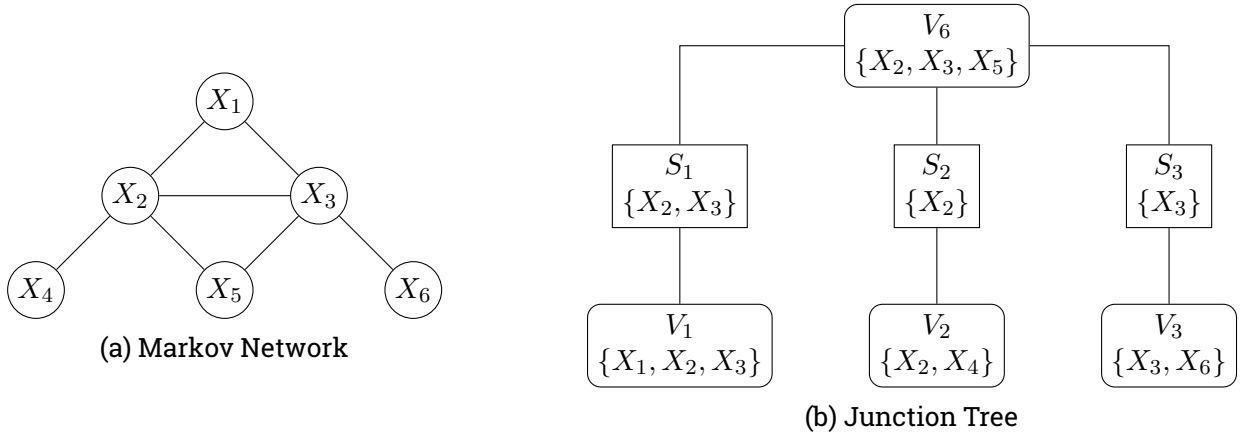 X₁
X₂
X₃
X₄
X₅
X₆
(a) Markov Network
V₆
{X₂, X₃, X₅}
S₁
{X₂, X₃}
S₂
{X₂}
S₃
{X₃}
V₁
{X₁, X₂, X₃}
V₂
{X₂, X₄}
V₃
{X₃, X₆}
(b) Junction Tree